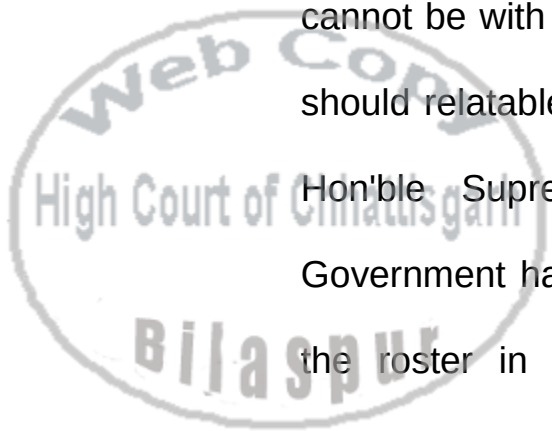 cannot be with
Web Copy
should relatable
High Court of Chhattisgarh
Hon'ble Supre
Government ha
Bilaspur
the roster in